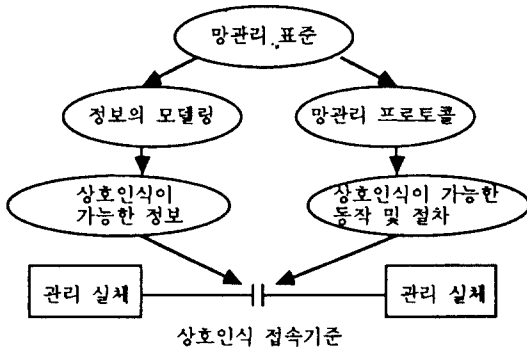 망관리 표준
정보의 모델링
망관리 프로토콜
상호인식이
가능한 정보
상호인식이 가능한
동작 및 절차
관리 실체
관리 실체
상호인식 접속기준